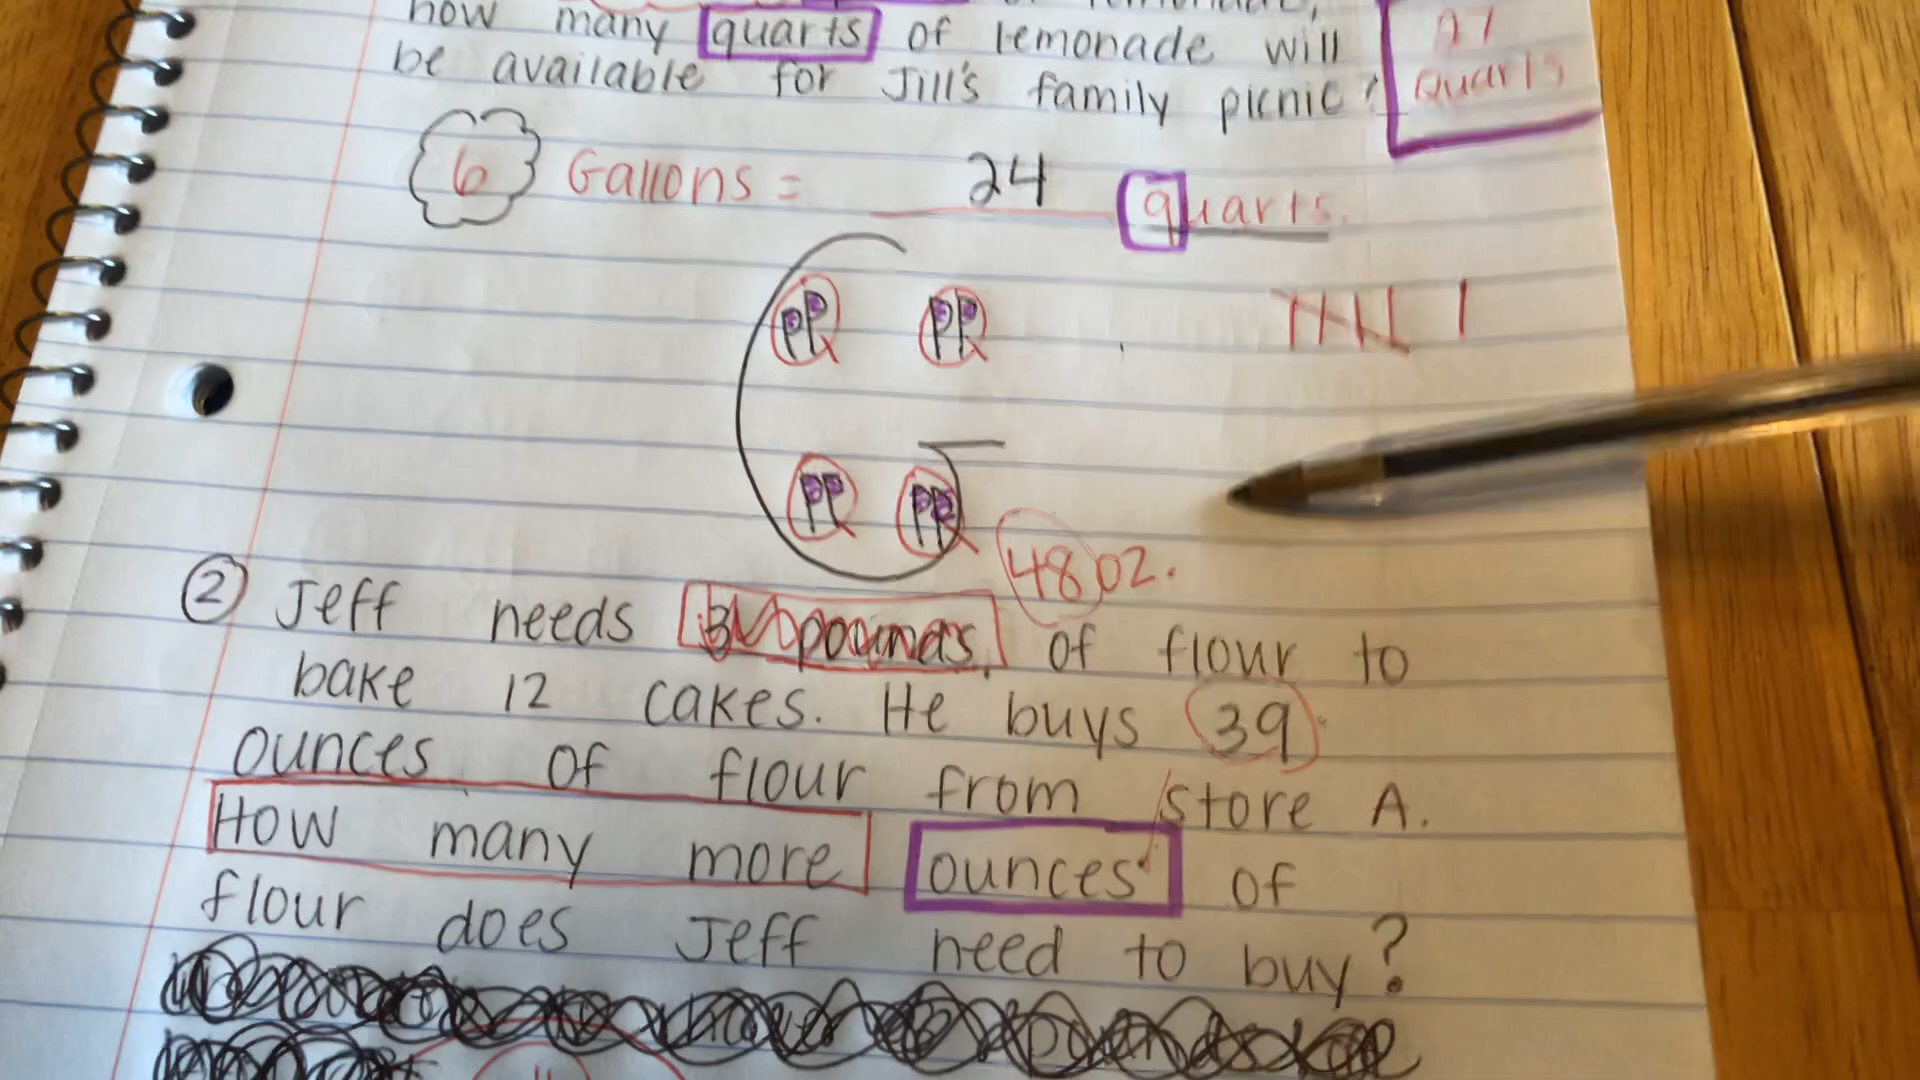 how many quarts of lemonade will
be available for Jill's family picnic?
27
Quarts
6 Gallons = 24 quarts.
PP PP
PP PP
48 oz.
② Jeff needs 3 pounds of flour to
bake 12 cakes. He buys 39
ounces of flour from store A.
How many more ounces of
flour does Jeff need to buy?